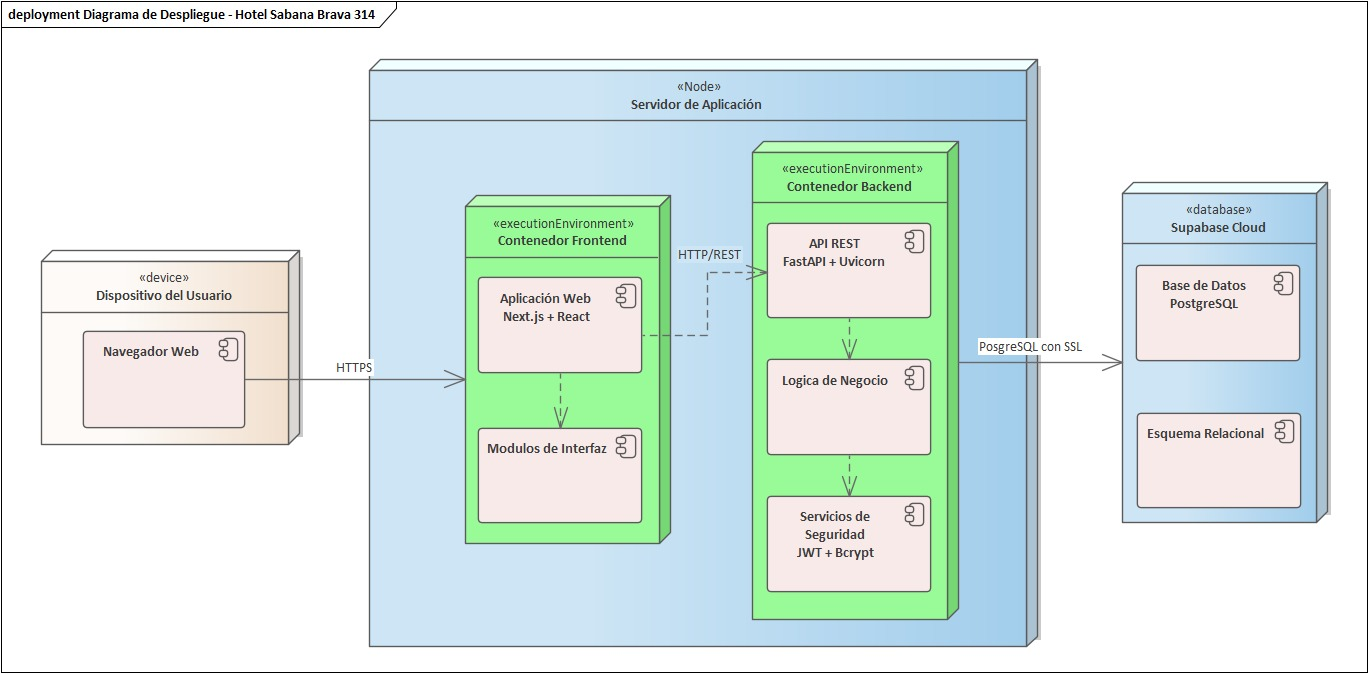 deployment Diagrama de Despliegue - Hotel Sabana Brava 314
«Node»
Servidor de Aplicación
«executionEnvironment»
Contenedor Backend
«executionEnvironment»
Contenedor Frontend
«database»
Supabase Cloud
«device»
Dispositivo del Usuario
API REST
FastAPI + Uvicorn
HTTP/REST
Aplicación Web
Next.js + React
Base de Datos
PostgreSQL
Navegador Web
HTTPS
PosgreSQL con SSL
Logica de Negocio
Modulos de Interfaz
Esquema Relacional
Servicios de
Seguridad
JWT + Bcrypt